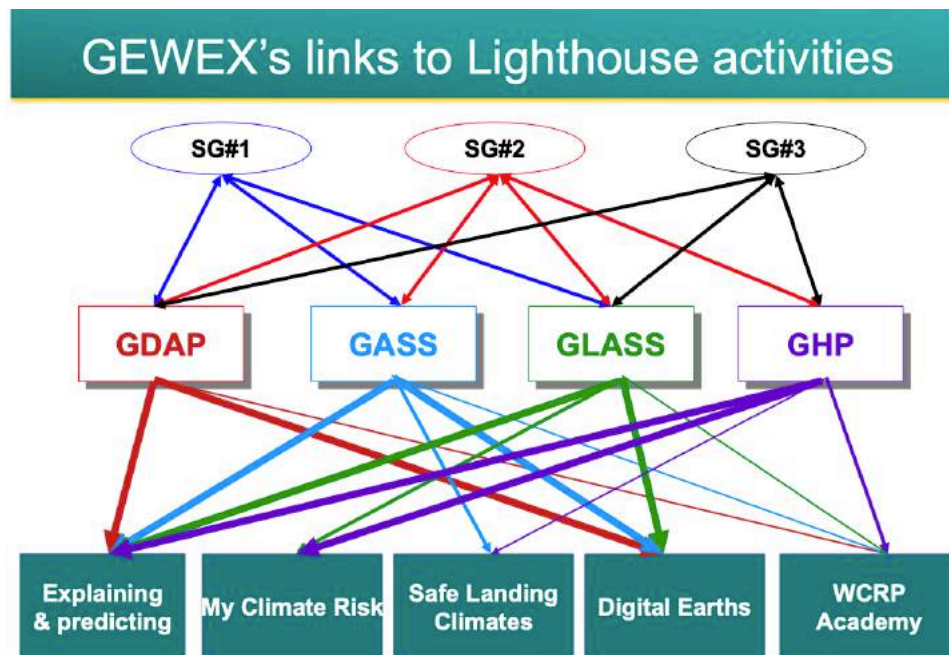 GEWEX's links to Lighthouse activities
SG#1
SG#2
SG#3
GDAP
GASS
GLASS
GHP
Explaining
& predicting
My Climate Risk
Safe Landing
Climates
Digital Earths
WCRP
Academy